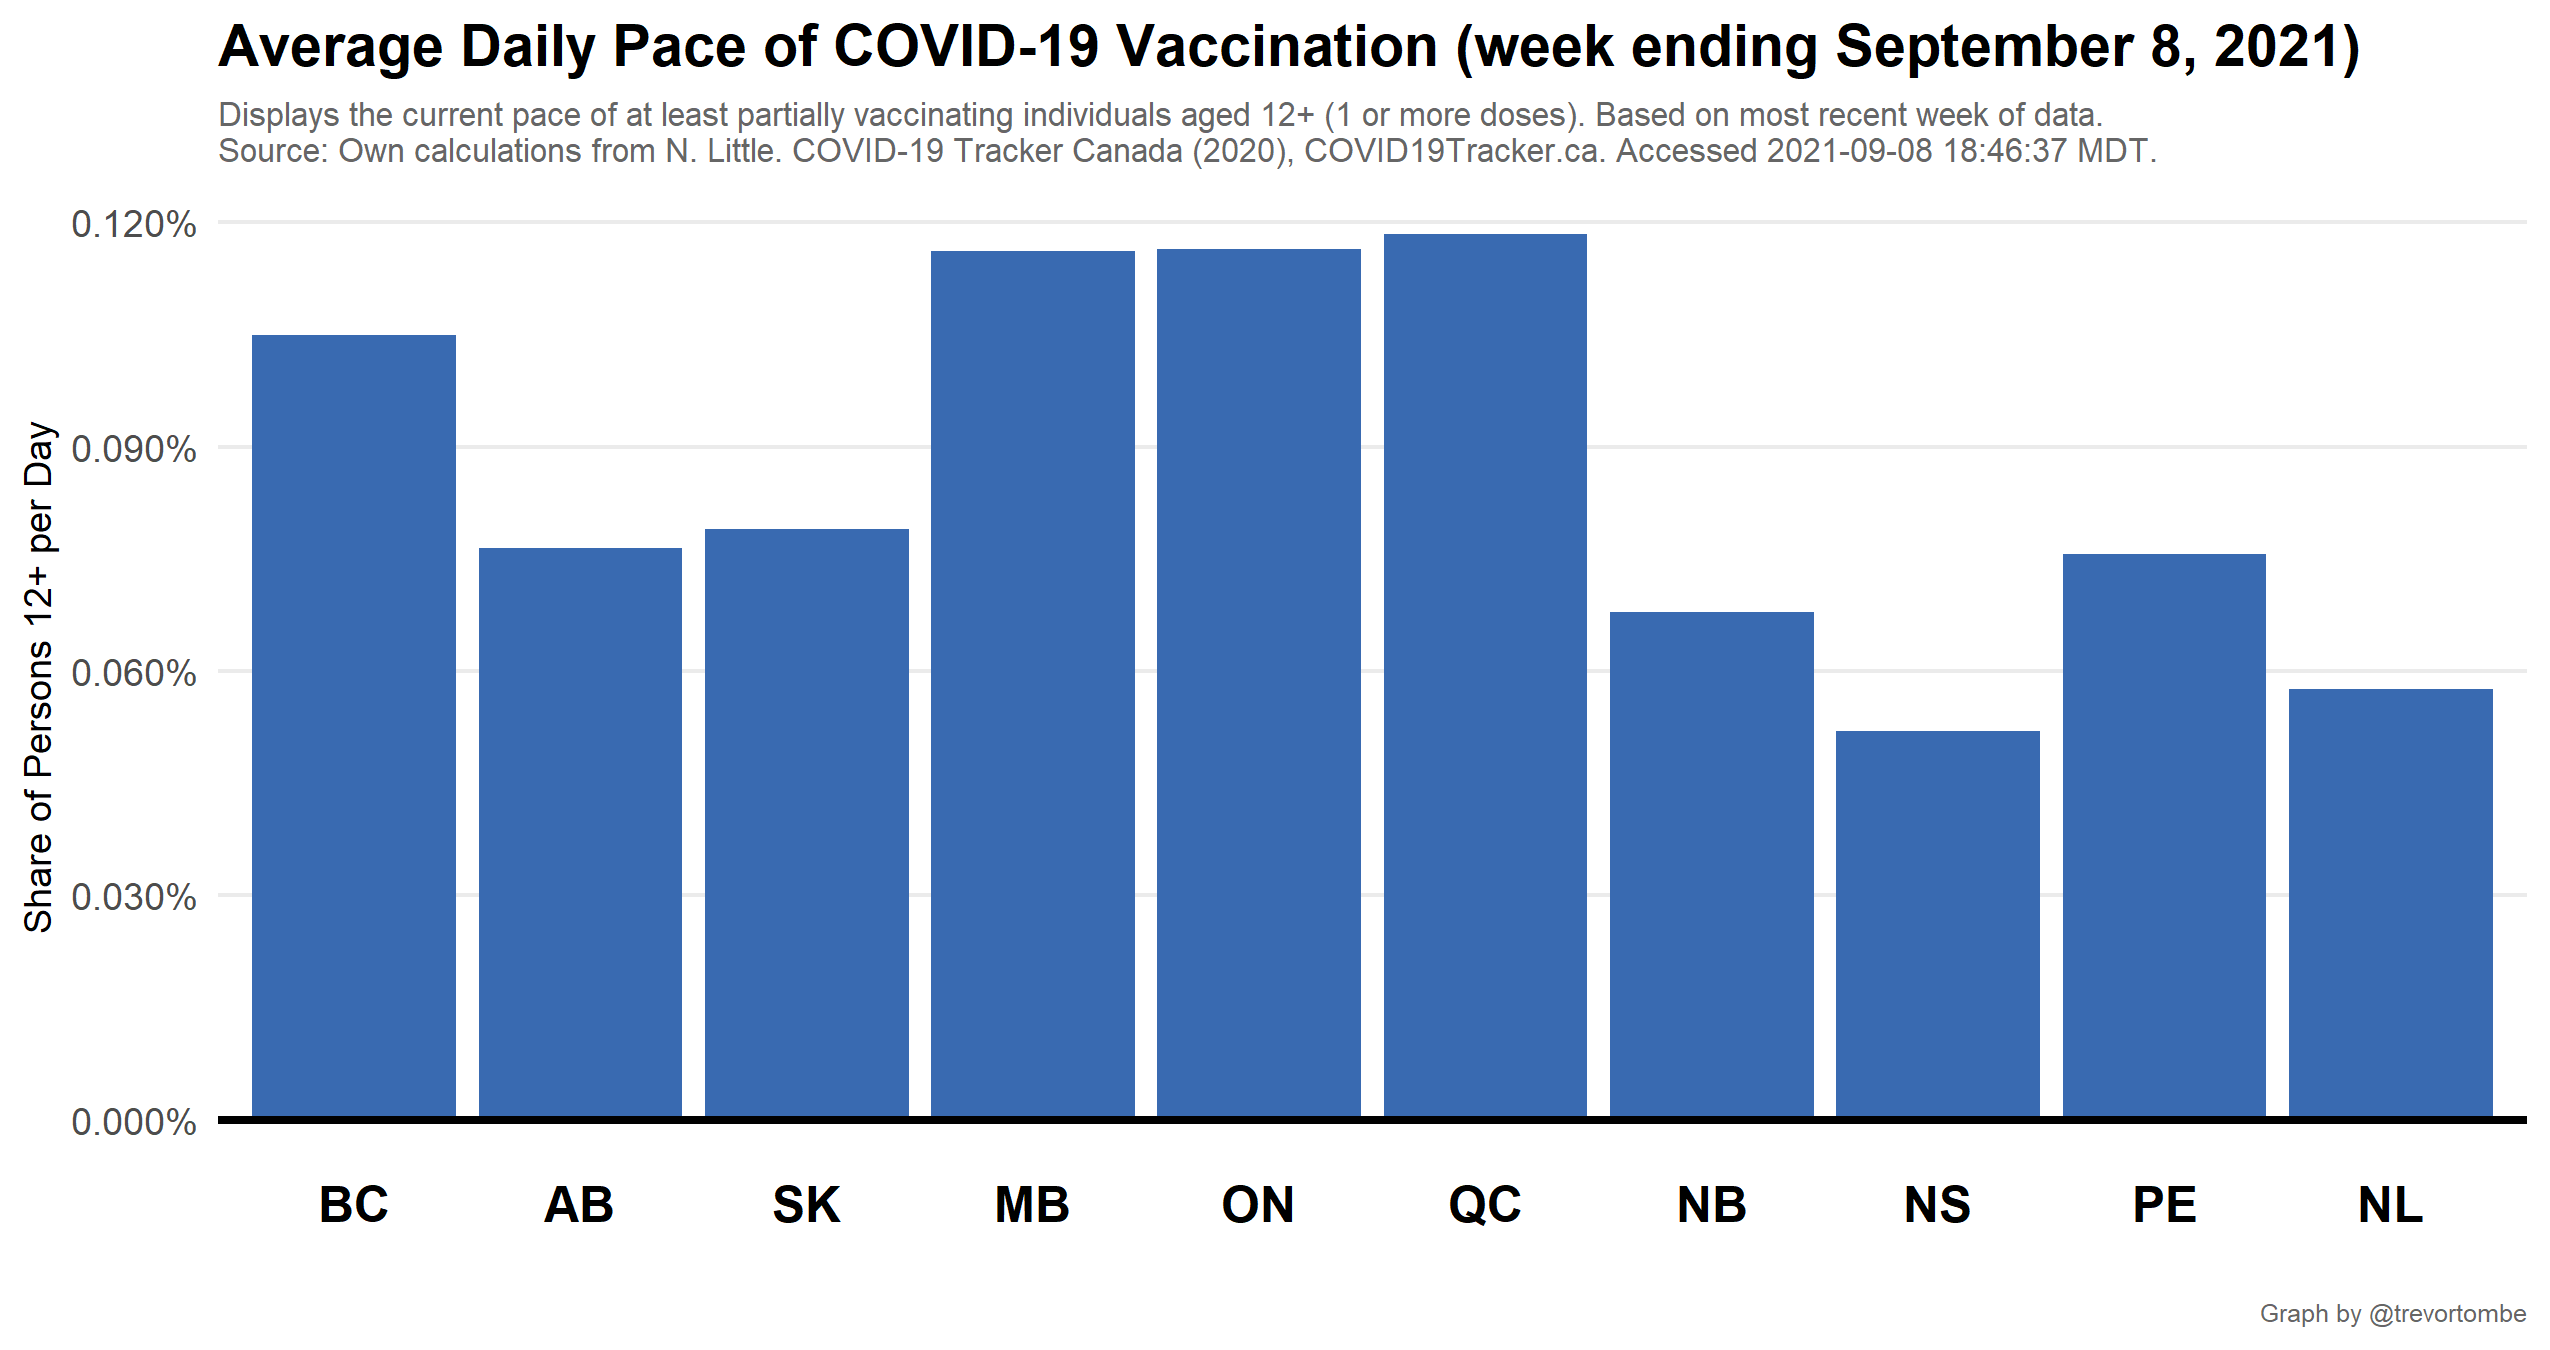 Average Daily Pace of COVID-19 Vaccination (week ending September 8, 2021)
Displays the current pace of at least partially vaccinating individuals aged 12+ (1 or more doses). Based on most recent week of data.
Source: Own calculations from N. Little. COVID-19 Tracker Canada (2020), COVID19Tracker.ca. Accessed 2021-09-08 18:46:37 MDT.
Share of Persons 12+ per Day
0.120%
0.090%
0.060%
0.030%
0.000%
BC AB SK MB ON QC NB NS PE NL
Graph by @trevortombe